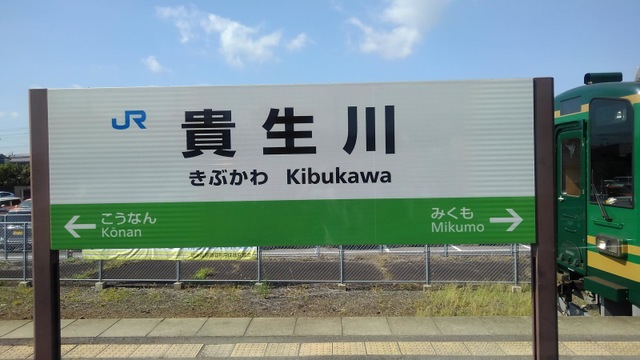 JR 貴生川
きぶかわ Kibukawa
← こうなん みくも →
Kōnan Mikumo